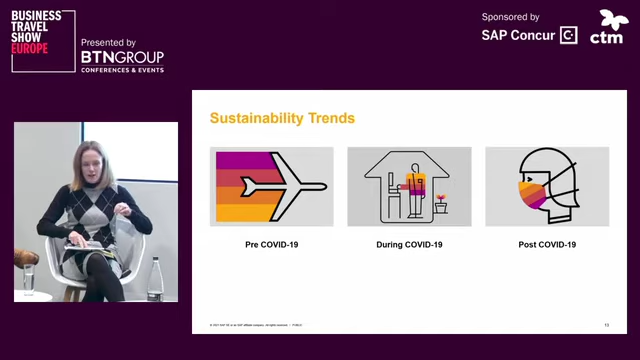 BUSINESS
TRAVEL
SHOW
EUROPE
Presented by
BTNGROUP
CONFERENCES & EVENTS
Sponsored by
SAP Concur
ctm
Sustainability Trends
Pre COVID-19
During COVID-19
Post COVID-19
13